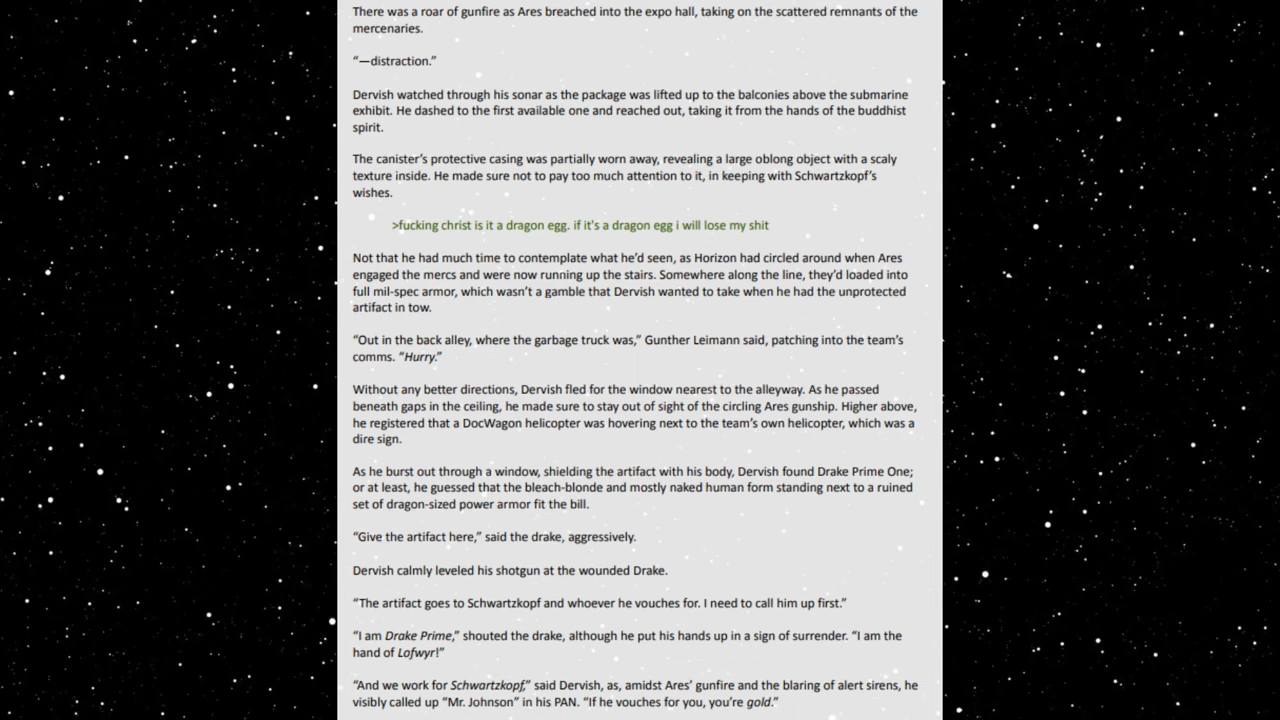 There was a roar of gunfire as Ares breached into the expo hall, taking on the scattered remnants of the
mercenaries.
“—distraction.”
Dervish watched through his sonar as the package was lifted up to the balconies above the submarine
exhibit. He dashed to the first available one and reached out, taking it from the hands of the buddhist
spirit.
The canister’s protective casing was partially worn away, revealing a large oblong object with a scaly
texture inside. He made sure not to pay too much attention to it, in keeping with Schwartzkopf’s
wishes.
>fucking christ is it a dragon egg. if it's a dragon egg i will lose my shit
Not that he had much time to contemplate what he’d seen, as Horizon had circled around when Ares
engaged the mercs and were now running up the stairs. Somewhere along the line, they’d loaded into
full mil-spec armor, which wasn’t a gamble that Dervish wanted to take when he had the unprotected
artifact in tow.
“Out in the back alley, where the garbage truck was,” Gunther Leimann said, patching into the team’s
comms. “Hurry.”
Without any better directions, Dervish fled for the window nearest to the alleyway. As he passed
beneath gaps in the ceiling, he made sure to stay out of sight of the circling Ares gunship. Higher above,
he registered that a DocWagon helicopter was hovering next to the team’s own helicopter, which was a
dire sign.
As he burst out through a window, shielding the artifact with his body, Dervish found Drake Prime One;
or at least, he guessed that the bleach-blonde and mostly naked human form standing next to a ruined
set of dragon-sized power armor fit the bill.
“Give the artifact here,” said the drake, aggressively.
Dervish calmly leveled his shotgun at the wounded Drake.
“The artifact goes to Schwartzkopf and whoever he vouches for. I need to call him up first.”
“I am Drake Prime,” shouted the drake, although he put his hands up in a sign of surrender. “I am the
hand of Lofwyr!”
“And we work for Schwartzkopf,” said Dervish, as, amidst Ares’ gunfire and the blaring of alert sirens, he
visibly called up “Mr. Johnson” in his PAN. “If he vouches for you, you’re gold.”